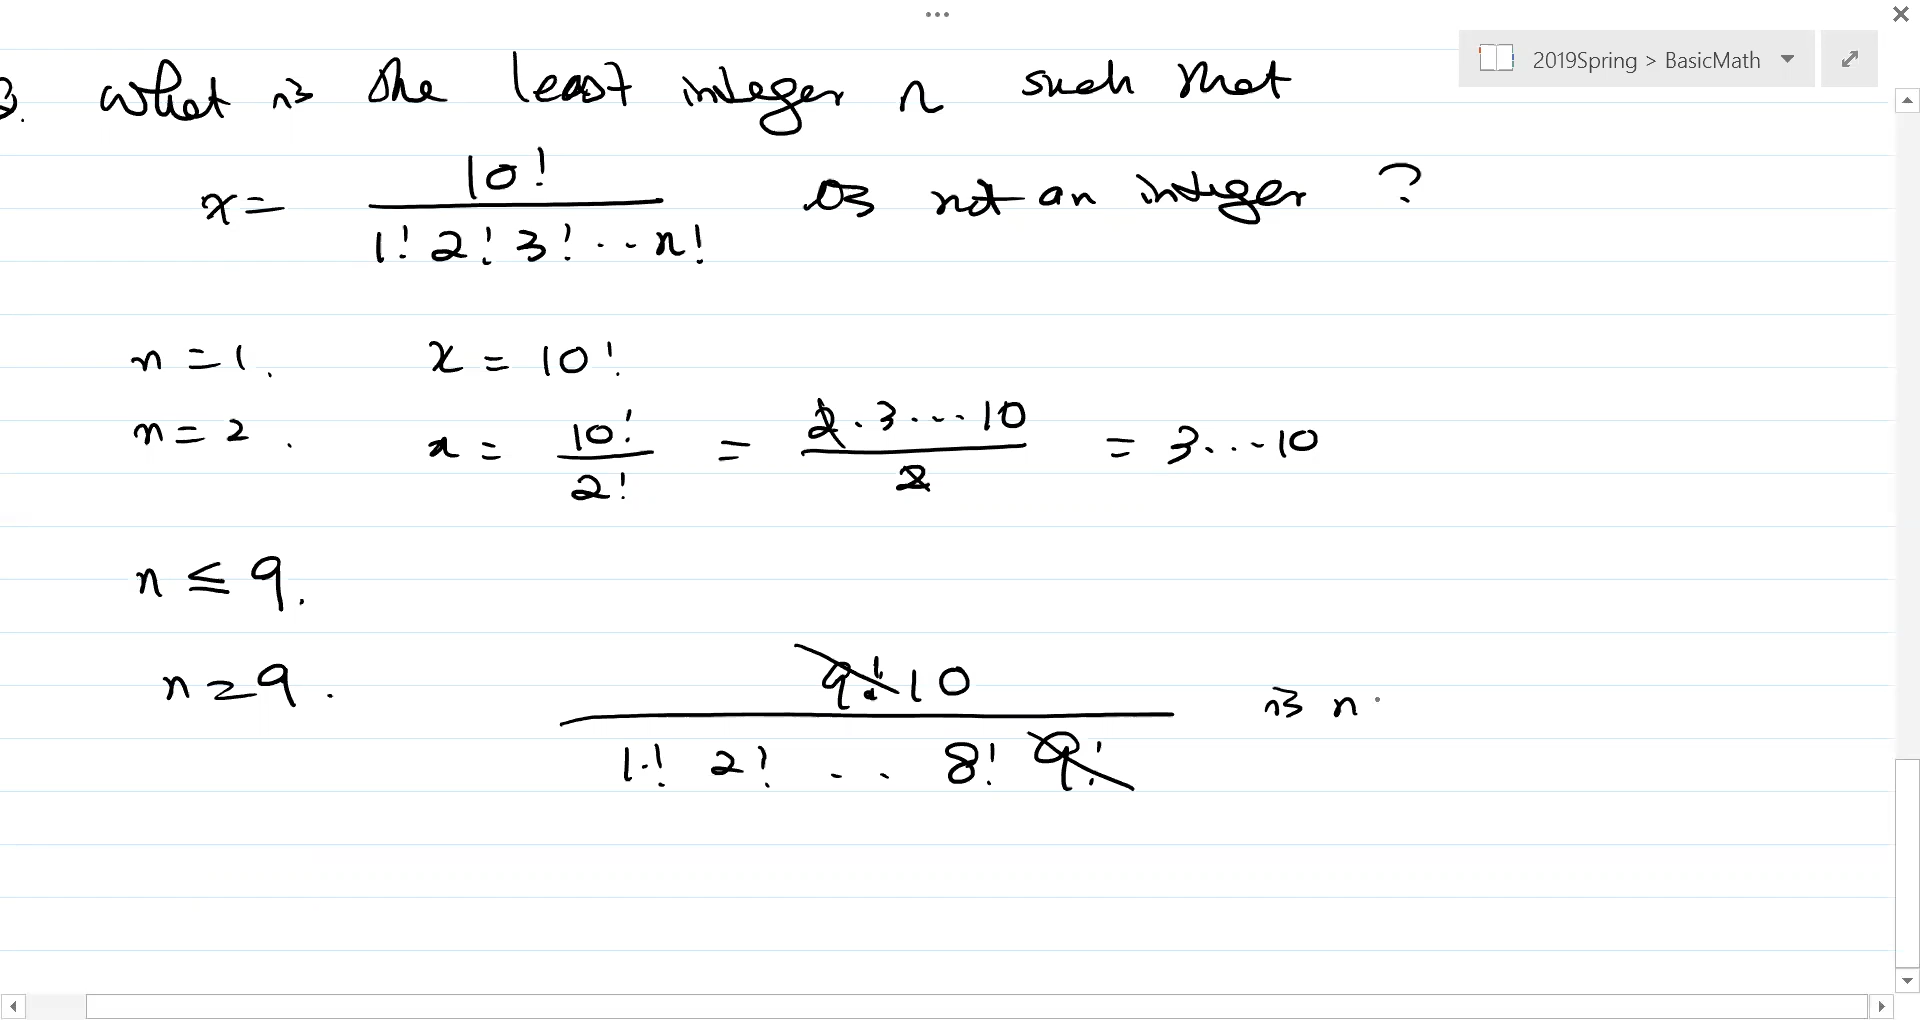 2019Spring > BasicMath
3. What is the least integer n such that
x = 10! / 1! 2! 3! ... n! is not an integer ?
n = 1. x = 10!
n = 2. x = 10! / 2! = 2 · 3 ... 10 / 2 = 3 ... 10
n ≤ 9.
n = 9. 9! 10 / 1! 2! .. 8! 9! is n